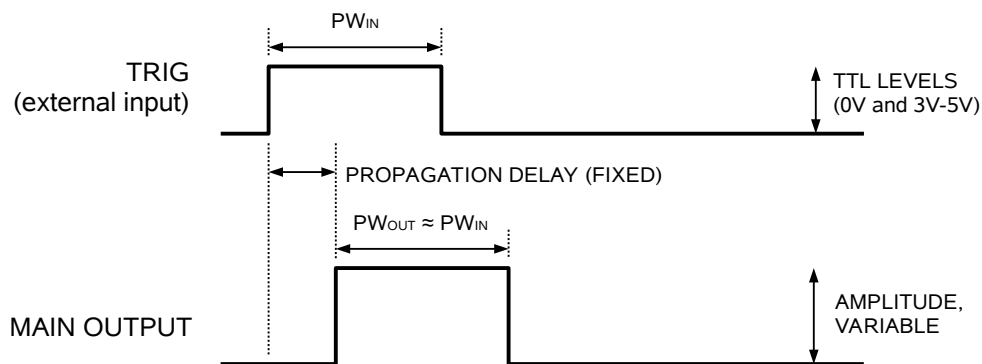 PWIN
TRIG
(external input)
TTL LEVELS
(0V and 3V-5V)
PROPAGATION DELAY (FIXED)
PWOUT ≈ PWIN
MAIN OUTPUT
AMPLITUDE,
VARIABLE